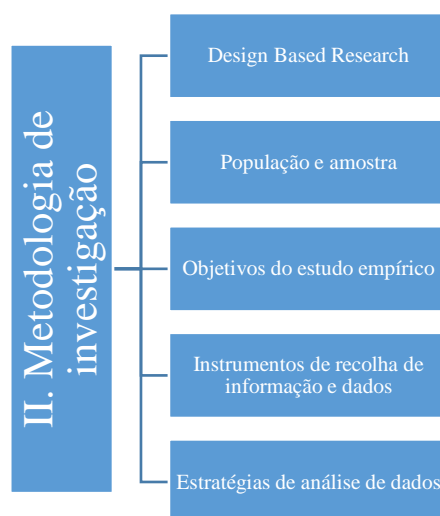 II. Metodologia de
investigação
Design Based Research
População e amostra
Objetivos do estudo empírico
Instrumentos de recolha de
informação e dados
Estratégias de análise de dados